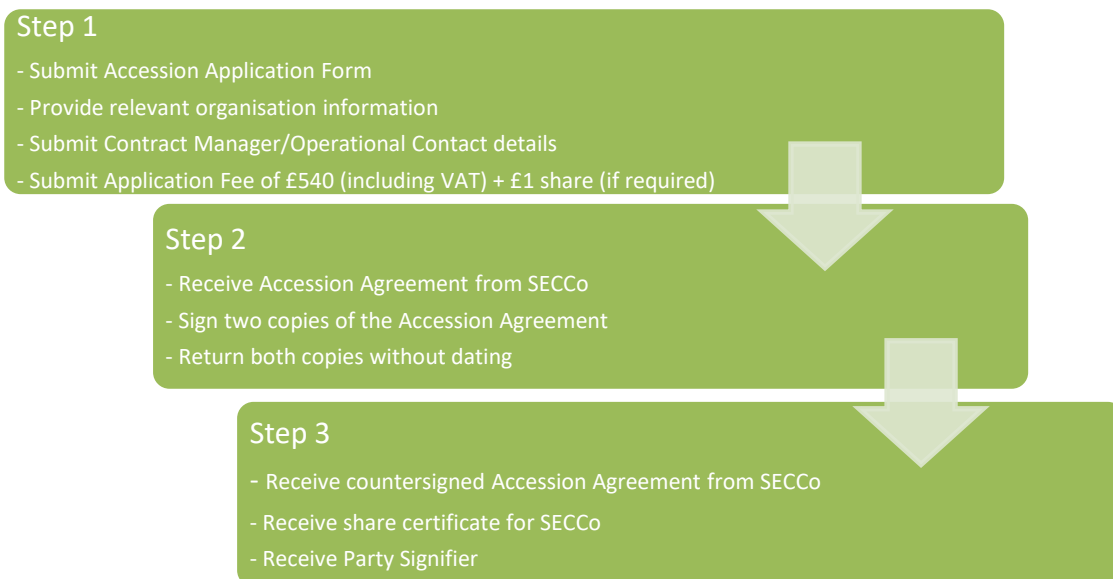 Step 1
- Submit Accession Application Form
- Provide relevant organisation information
- Submit Contract Manager/Operational Contact details
- Submit Application Fee of £540 (including VAT) + £1 share (if required)
Step 2
- Receive Accession Agreement from SECCo
- Sign two copies of the Accession Agreement
- Return both copies without dating
Step 3
- Receive countersigned Accession Agreement from SECCo
- Receive share certificate for SECCo
- Receive Party Signifier